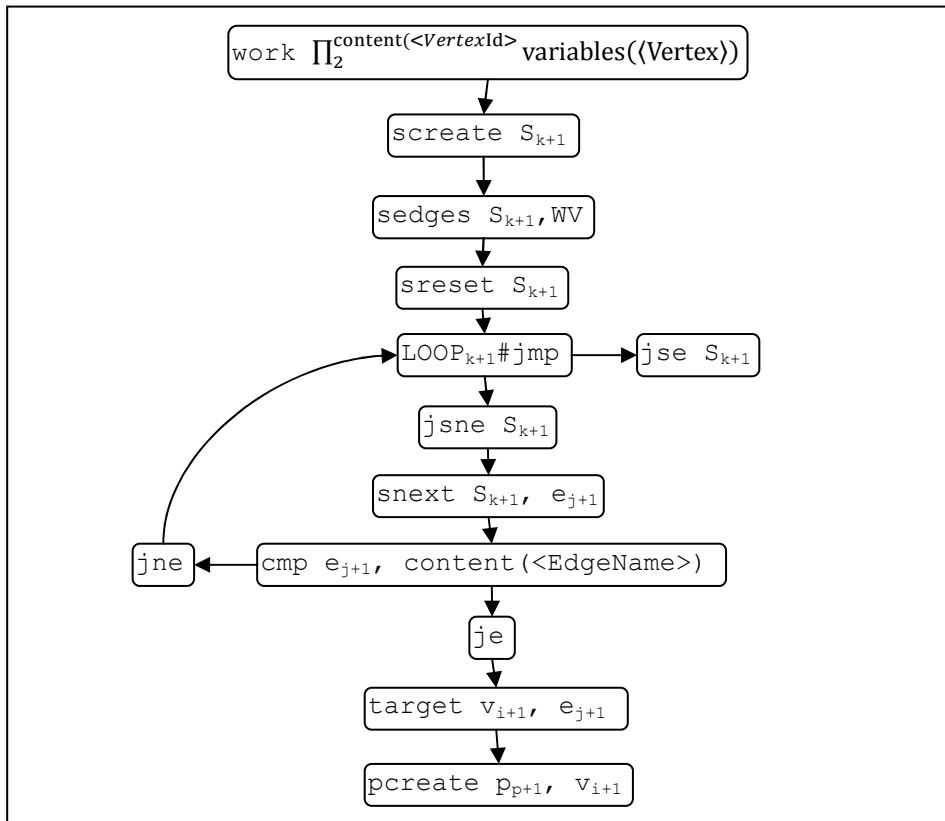 work ∏₂^content(<VertexId> variables(⟨Vertex⟩)
screate Sₖ₊₁
sedges Sₖ₊₁,WV
sreset Sₖ₊₁
LOOPₖ₊₁#jmp jse Sₖ₊₁
jsne Sₖ₊₁
snext Sₖ₊₁, eⱼ₊₁
jne cmp eⱼ₊₁, content(<EdgeName>)
je
target vᵢ₊₁, eⱼ₊₁
pcreate pₚ₊₁, vᵢ₊₁